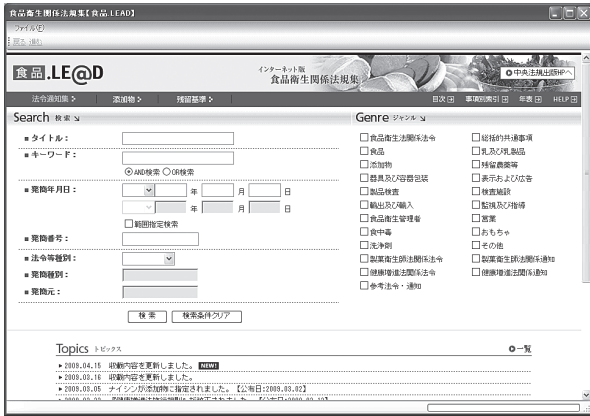 食品衛生関係法規集【食品.LEAD】
ファイル(F)
戻る 進む
食品.LE@D
インターネット版
食品衛生関係法規集
中央法規出版HPへ
法令通知集 添加物 残留基準
目次 事項別索引 年表 HELP
Search 検索
■タイトル：
■キーワード：
AND検索 OR検索
■発簡年月日：
年 月 日
年 月 日
範囲指定検索
■発簡番号：
■法令等種別：
■発簡種別：
■発簡元：
検索 検索条件クリア
Genre ジャンル
食品衛生法関係法令 総括的共通事項
食品 乳及び乳製品
添加物 残留農薬等
器具及び容器包装 表示および広告
製品検査 検査施設
輸出及び輸入 監視及び指導
食品衛生管理者 営業
食中毒 おもちゃ
洗浄剤 その他
製菓衛生師法関係法令 製菓衛生師法関係通知
健康増進法関係法令 健康増進法関係通知
参考法令・通知
Topics トピックス
一覧
2009.04.15 収載内容を更新しました。 NEW!
2009.03.16 収載内容を更新しました。
2009.03.05 ナイシンが添加物に指定されました。【公布日:2009.03.02】